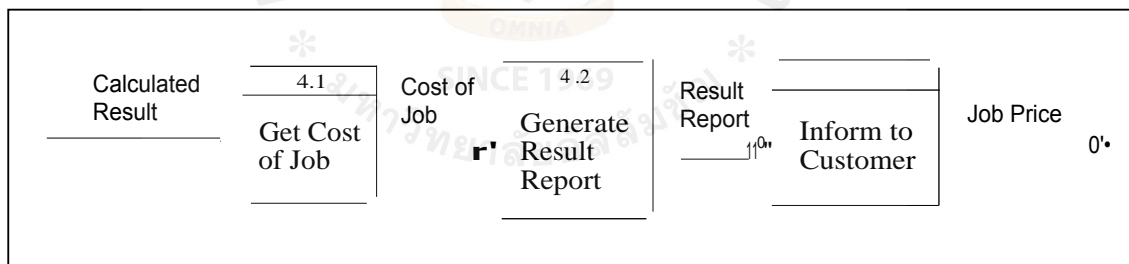 OMNIA
SINCE 1969
Calculated
Result
4.1
Get Cost
of Job
Cost of
Job
r'
4.2
Generate
Result
Report
Result
Report
Inform to
Customer
Job Price
0'•